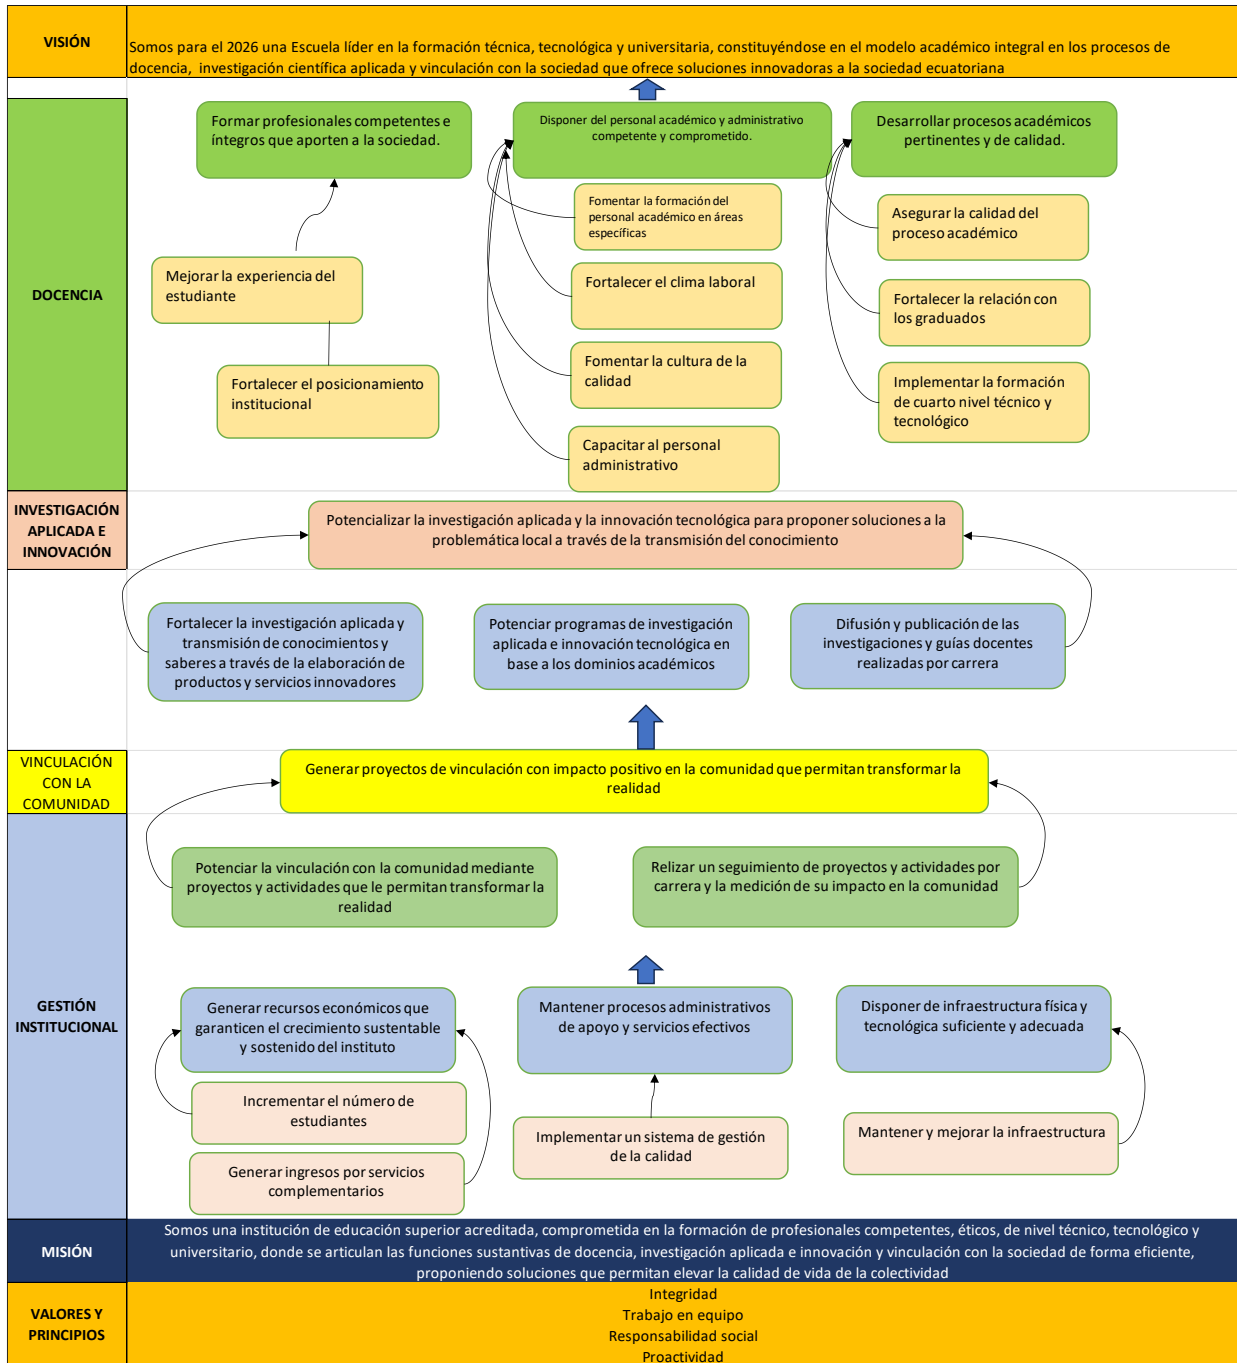 VISIÓN
Somos para el 2026 una Escuela líder en la formación técnica, tecnológica y universitaria, constituyéndose en el modelo académico integral en los procesos de
docencia, investigación científica aplicada y vinculación con la sociedad que ofrece soluciones innovadoras a la sociedad ecuatoriana
DOCENCIA
Formar profesionales competentes e
íntegros que aporten a la sociedad.
Disponer del personal académico y administrativo
competente y comprometido.
Desarrollar procesos académicos
pertinentes y de calidad.
Fomentar la formación del
personal académico en áreas
específicas
Asegurar la calidad del
proceso académico
Mejorar la experiencia del
estudiante
Fortalecer el clima laboral
Fortalecer la relación con
los graduados
Fortalecer el posicionamiento
institucional
Fomentar la cultura de la
calidad
Implementar la formación
de cuarto nivel técnico y
tecnológico
Capacitar al personal
administrativo
INVESTIGACIÓN
APLICADA E
INNOVACIÓN
Potencializar la investigación aplicada y la innovación tecnológica para proponer soluciones a la
problemática local a través de la transmisión del conocimiento
Fortalecer la investigación aplicada y
transmisión de conocimientos y
saberes a través de la elaboración de
productos y servicios innovadores
Potenciar programas de investigación
aplicada e innovación tecnológica en
base a los dominios académicos
Difusión y publicación de las
investigaciones y guías docentes
realizadas por carrera
VINCULACIÓN
CON LA
COMUNIDAD
Generar proyectos de vinculación con impacto positivo en la comunidad que permitan transformar la
realidad
Potenciar la vinculación con la comunidad mediante
proyectos y actividades que le permitan transformar la
realidad
Relizar un seguimiento de proyectos y actividades por
carrera y la medición de su impacto en la comunidad
GESTIÓN
INSTITUCIONAL
Generar recursos económicos que
garanticen el crecimiento sustentable
y sostenido del instituto
Mantener procesos administrativos
de apoyo y servicios efectivos
Disponer de infraestructura física y
tecnológica suficiente y adecuada
Incrementar el número de
estudiantes
Implementar un sistema de gestión
de la calidad
Mantener y mejorar la infraestructura
Generar ingresos por servicios
complementarios
MISIÓN
Somos una institución de educación superior acreditada, comprometida en la formación de profesionales competentes, éticos, de nivel técnico, tecnológico y
universitario, donde se articulan las funciones sustantivas de docencia, investigación aplicada e innovación y vinculación con la sociedad de forma eficiente,
proponiendo soluciones que permitan elevar la calidad de vida de la colectividad
VALORES Y
PRINCIPIOS
Integridad
Trabajo en equipo
Responsabilidad social
Proactividad